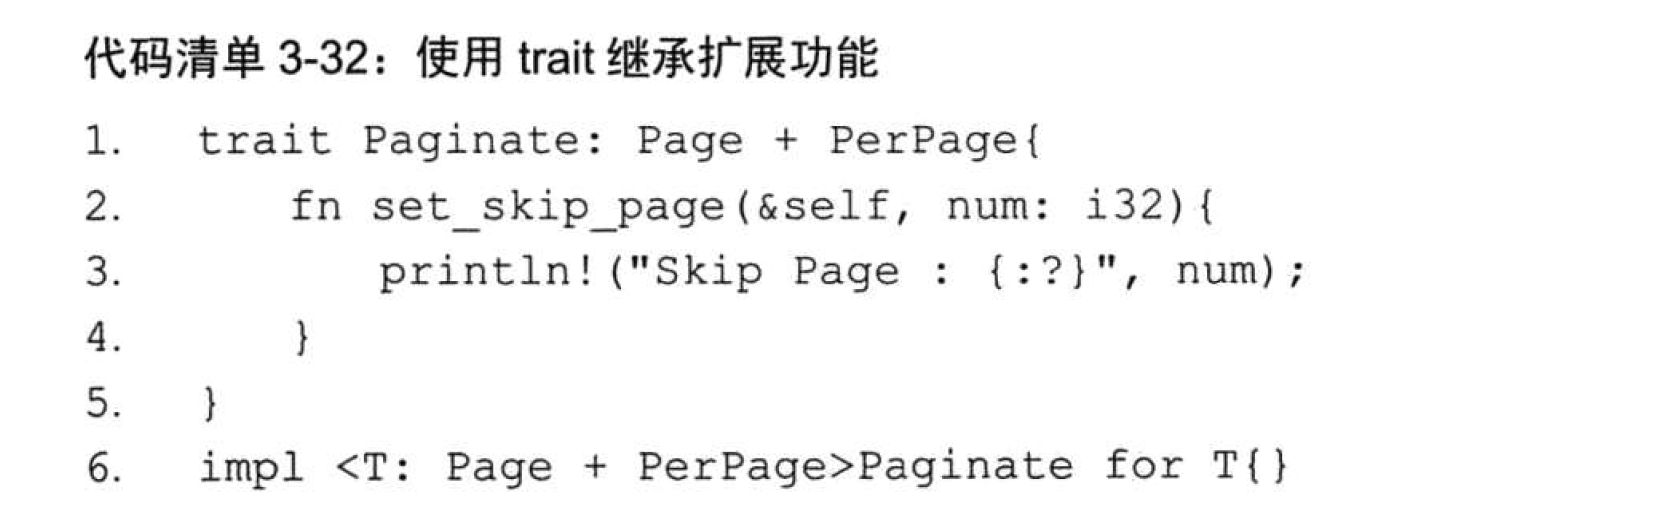 代码清单 3-32：使用 trait 继承扩展功能
1.   trait Paginate: Page + PerPage{
2.       fn set_skip_page(&self, num: i32){
3.           println!("Skip Page : {:?}", num);
4.       }
5.   }
6.   impl <T: Page + PerPage>Paginate for T{}